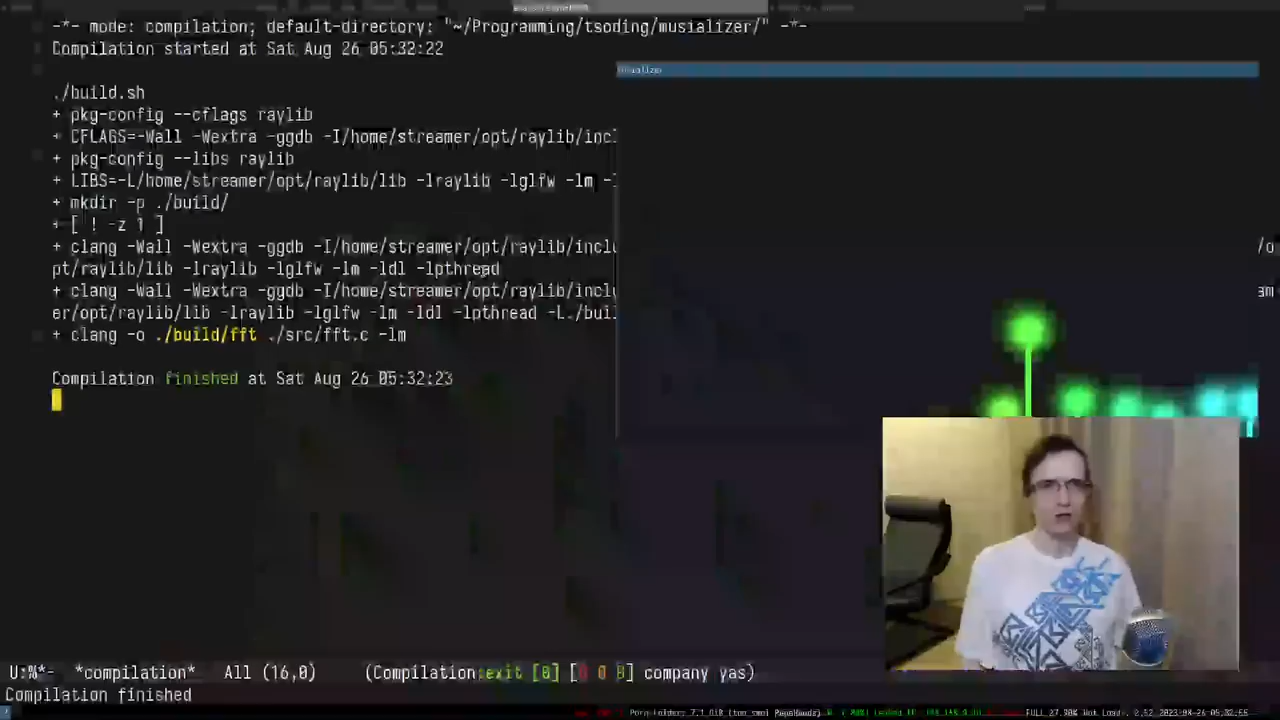 -*- mode: compilation; default-directory: "~/Programming/tsoding/musializer/" -*-
Compilation started at Sat Aug 26 05:32:22
./build.sh
+ pkg-config --cflags raylib
+ CFLAGS=-Wall -Wextra -ggdb -I/home/streamer/opt/raylib/incl
+ pkg-config --libs raylib
+ LIBS=-L/home/streamer/opt/raylib/lib -lraylib -lglfw -lm -l
+ mkdir -p ./build/
+ [ ! -z 1 ]
+ clang -Wall -Wextra -ggdb -I/home/streamer/opt/raylib/inclu /o
pt/raylib/lib -lraylib -lglfw -lm -ldl -lpthread
+ clang -Wall -Wextra -ggdb -I/home/streamer/opt/raylib/inclu am
er/opt/raylib/lib -lraylib -lglfw -lm -ldl -lpthread -L./buil
+ clang -o ./build/fft ./src/fft.c -lm
Compilation finished at Sat Aug 26 05:32:23
U:%*- *compilation* All (16,0) (Compilation:exit [0] [0 0 0] company yas)
Compilation finished